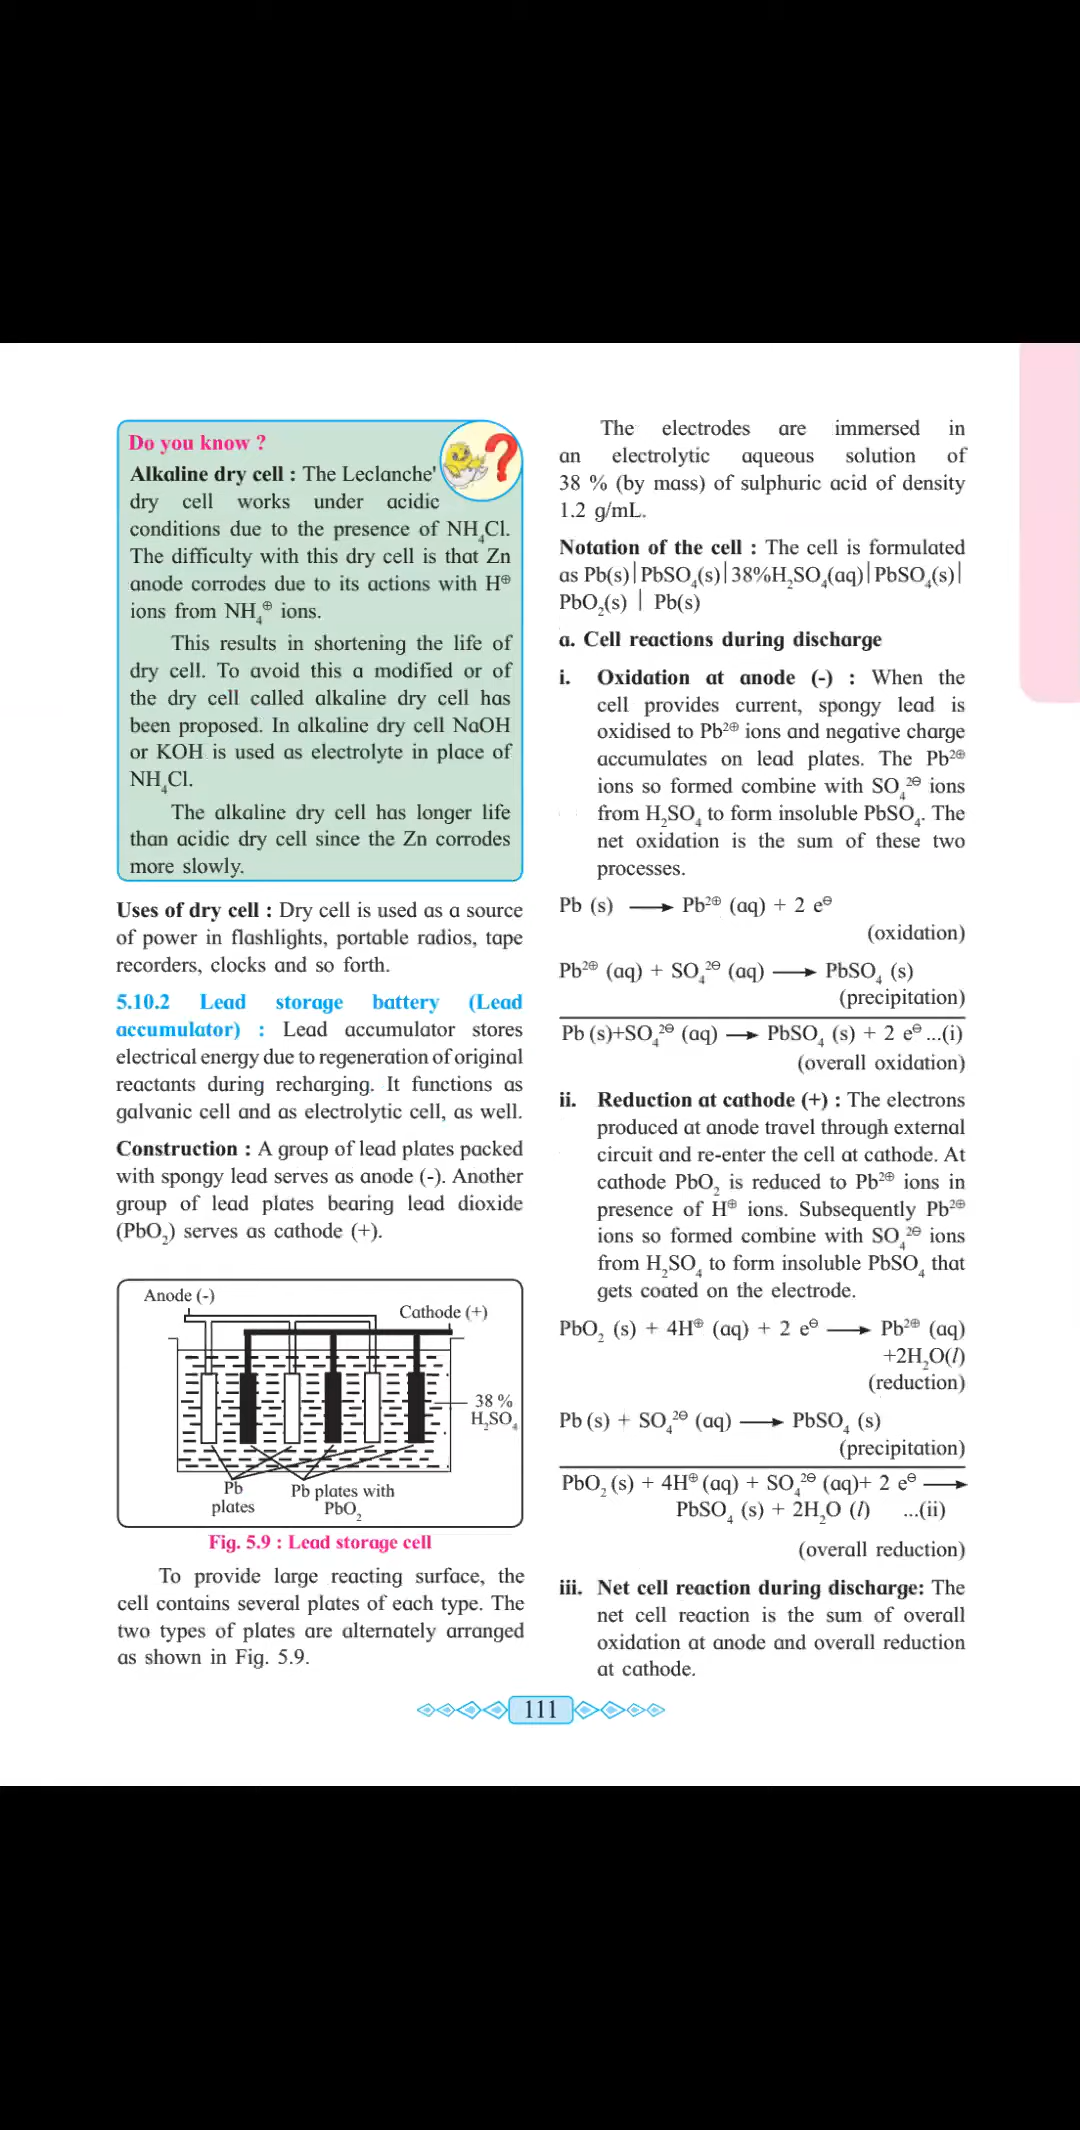 Do you know ?
Alkaline dry cell : The Leclanche'
dry cell works under acidic
conditions due to the presence of NH₄Cl.
The difficulty with this dry cell is that Zn
anode corrodes due to its actions with H⊕
ions from NH₄⊕ ions.
This results in shortening the life of
dry cell. To avoid this a modified or of
the dry cell called alkaline dry cell has
been proposed. In alkaline dry cell NaOH
or KOH is used as electrolyte in place of
NH₄Cl.
The alkaline dry cell has longer life
than acidic dry cell since the Zn corrodes
more slowly.
Uses of dry cell : Dry cell is used as a source
of power in flashlights, portable radios, tape
recorders, clocks and so forth.
5.10.2 Lead storage battery (Lead
accumulator) : Lead accumulator stores
electrical energy due to regeneration of original
reactants during recharging. It functions as
galvanic cell and as electrolytic cell, as well.
Construction : A group of lead plates packed
with spongy lead serves as anode (-). Another
group of lead plates bearing lead dioxide
(PbO₂) serves as cathode (+).
Anode (-)
Cathode (+)
38 %
H₂SO₄
Pb
plates
Pb plates with
PbO₂
Fig. 5.9 : Lead storage cell
To provide large reacting surface, the
cell contains several plates of each type. The
two types of plates are alternately arranged
as shown in Fig. 5.9.
The electrodes are immersed in
an electrolytic aqueous solution of
38 % (by mass) of sulphuric acid of density
1.2 g/mL.
Notation of the cell : The cell is formulated
as Pb(s)|PbSO₄(s)|38%H₂SO₄(aq)|PbSO₄(s)|
PbO₂(s) | Pb(s)
a. Cell reactions during discharge
i. Oxidation at anode (-) : When the
cell provides current, spongy lead is
oxidised to Pb²⊕ ions and negative charge
accumulates on lead plates. The Pb²⊕
ions so formed combine with SO₄²⊖ ions
from H₂SO₄ to form insoluble PbSO₄. The
net oxidation is the sum of these two
processes.
Pb (s) ⟶ Pb²⊕ (aq) + 2 e⊖
(oxidation)
Pb²⊕ (aq) + SO₄²⊖ (aq) ⟶ PbSO₄ (s)
(precipitation)
Pb (s)+SO₄²⊖ (aq) ⟶ PbSO₄ (s) + 2 e⊖ ...(i)
(overall oxidation)
ii. Reduction at cathode (+) : The electrons
produced at anode travel through external
circuit and re-enter the cell at cathode. At
cathode PbO₂ is reduced to Pb²⊕ ions in
presence of H⊕ ions. Subsequently Pb²⊕
ions so formed combine with SO₄²⊖ ions
from H₂SO₄ to form insoluble PbSO₄ that
gets coated on the electrode.
PbO₂ (s) + 4H⊕ (aq) + 2 e⊖ ⟶ Pb²⊕ (aq)
+2H₂O(l)
(reduction)
Pb (s) + SO₄²⊖ (aq) ⟶ PbSO₄ (s)
(precipitation)
PbO₂ (s) + 4H⊕ (aq) + SO₄²⊖ (aq)+ 2 e⊖ ⟶
PbSO₄ (s) + 2H₂O (l) ...(ii)
(overall reduction)
iii. Net cell reaction during discharge: The
net cell reaction is the sum of overall
oxidation at anode and overall reduction
at cathode.
111